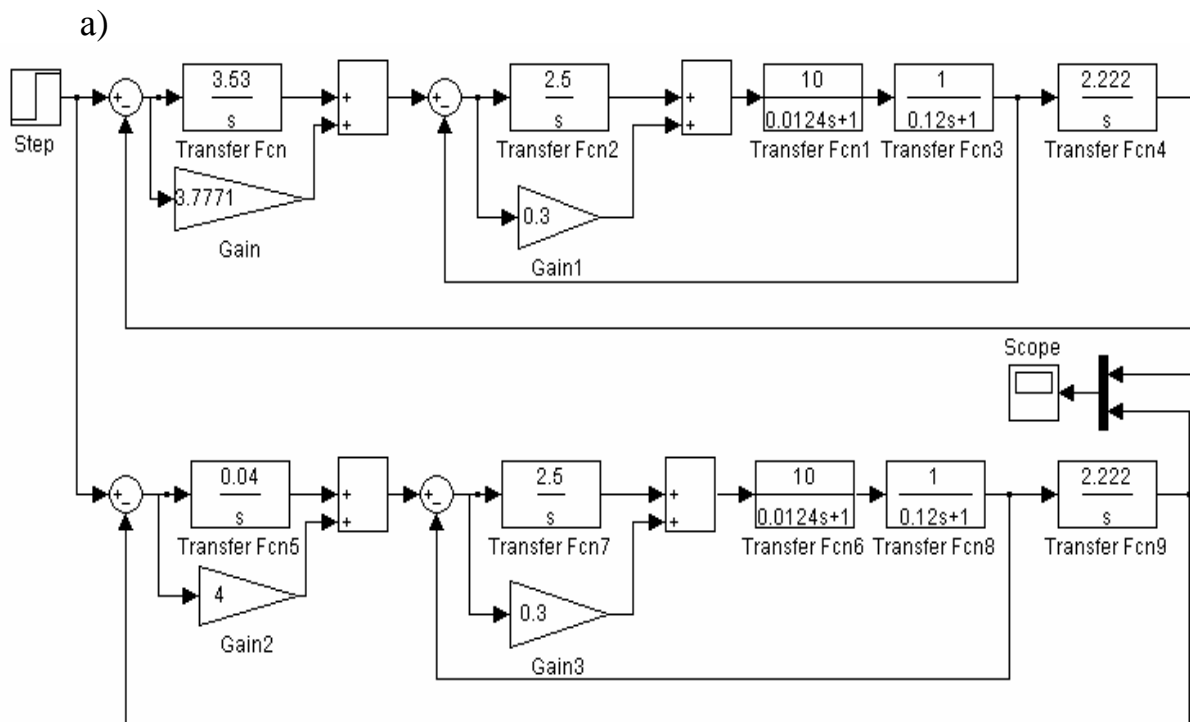 a)
3.53
s
2.5
s
10
0.0124s+1
1
0.12s+1
2.222
s
Step
Transfer Fcn
Transfer Fcn2
Transfer Fcn1
Transfer Fcn3
Transfer Fcn4
3.7771
0.3
Gain
Gain1
Scope
0.04
s
2.5
s
10
0.0124s+1
1
0.12s+1
2.222
s
Transfer Fcn5
Transfer Fcn7
Transfer Fcn6
Transfer Fcn8
Transfer Fcn9
4
0.3
Gain2
Gain3